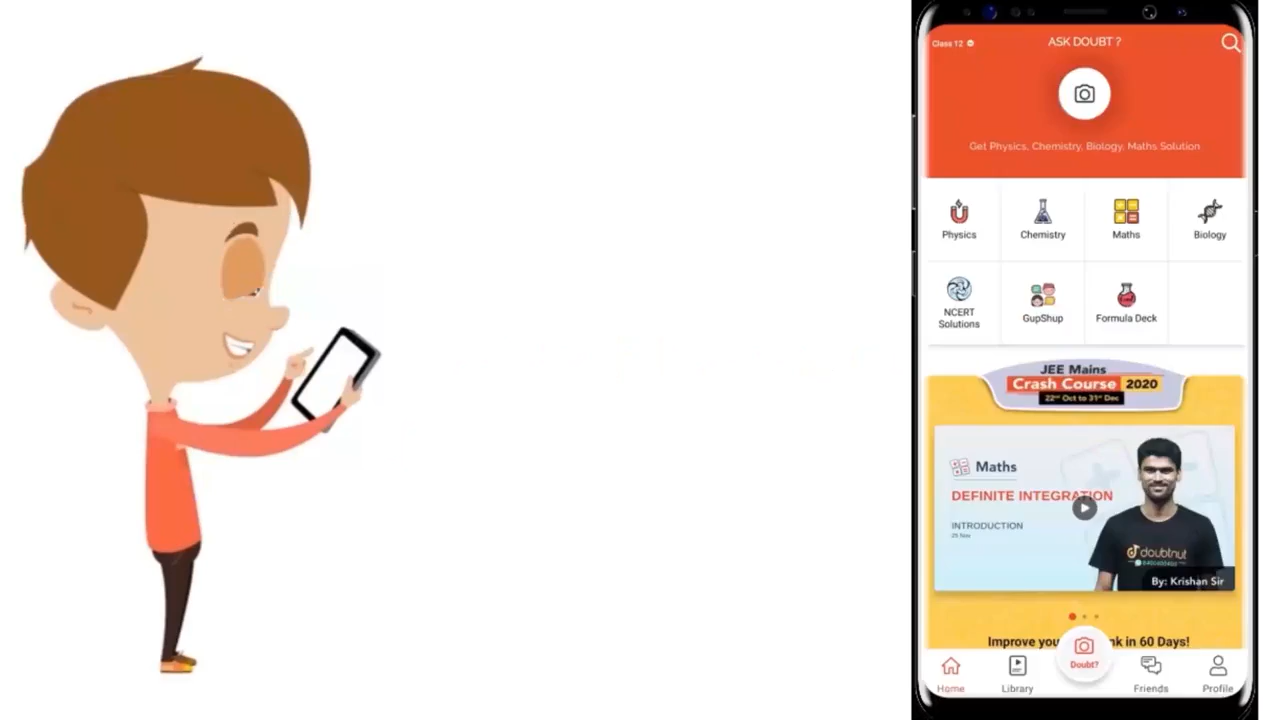 Class 12
ASK DOUBT ?
Get Physics, Chemistry, Biology, Maths Solution
Physics
Chemistry
Maths
Biology
NCERT
Solutions
GupShup
Formula Deck
JEE Mains
Crash Course 2020
22nd Oct to 31st Dec
Maths
DEFINITE INTEGRATION
INTRODUCTION
doubtnut
By: Krishan Sir
Improve you nk in 60 Days!
Doubt?
Home
Library
Friends
Profile